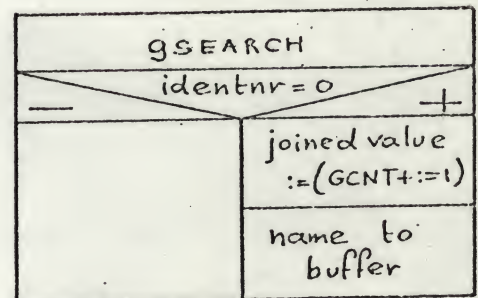 gSEARCH
identnr = 0
— +
joined value
:=(GCNT+:=1)
name to
buffer